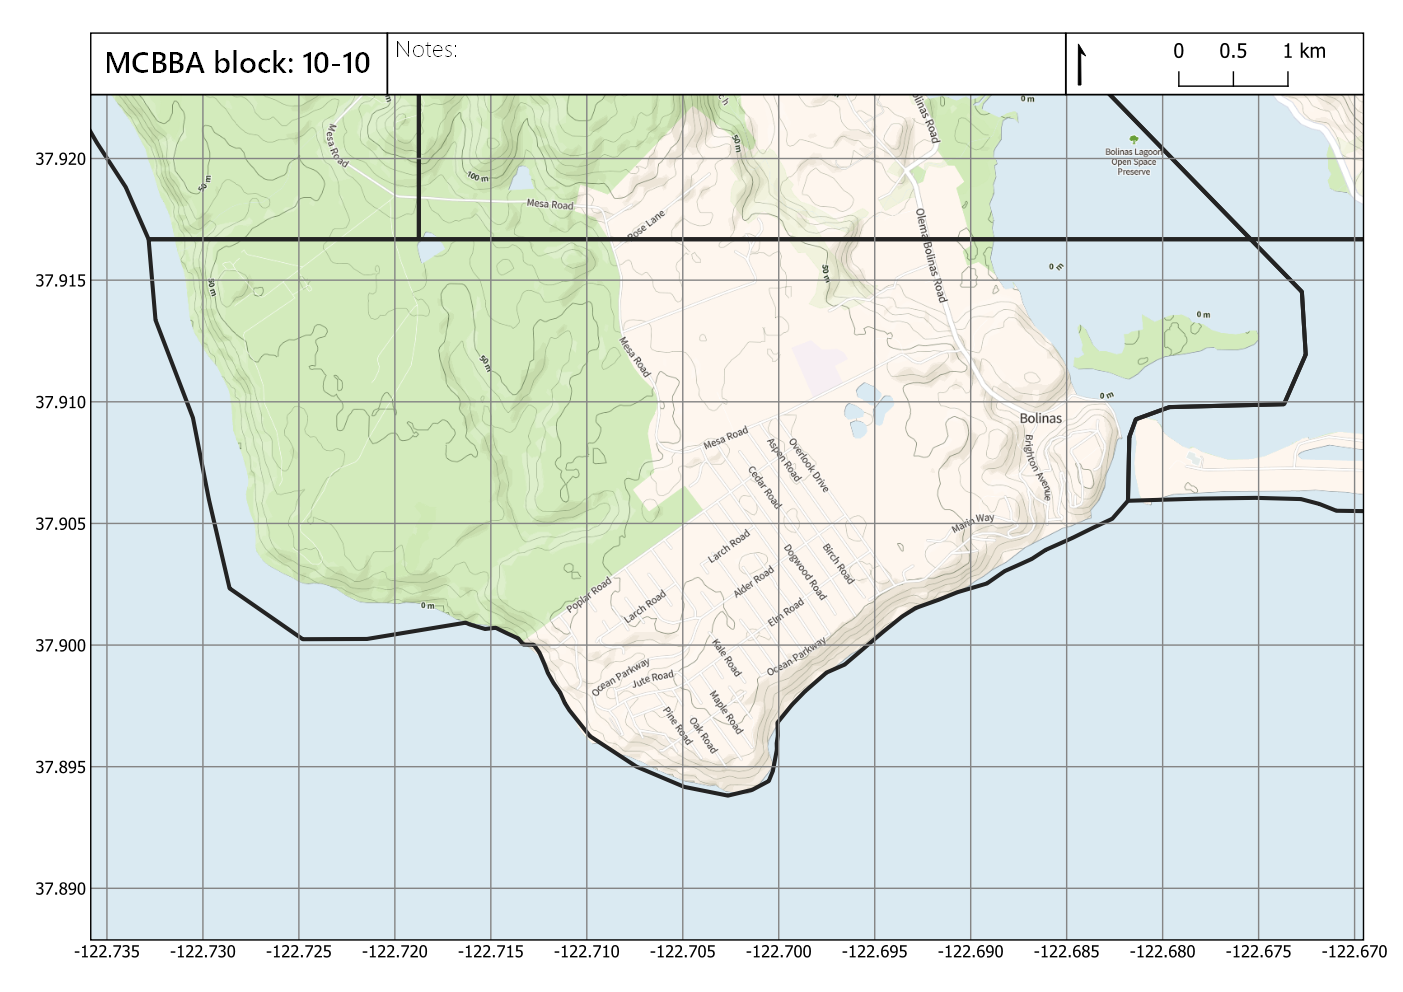 MCBBA block: 10-10
Notes:
0 0.5 1 km
0 m
37.920
Mesa Road
50 m
50 m
Bolinas Lagoon
Open Space
Preserve
100 m
Mesa Road
Rose Lane
Olema Bolinas Road
37.915
50 m
50 m
0 m
0 m
Mesa Road
50 m
37.910
0 m
Bolinas
Mesa Road
Overlook Drive
Aspen Road
Cedar Road
Brighton Avenue
37.905
Marin Way
Larch Road
Birch Road
Dogwood Road
Alder Road
Poplar Road
Larch Road
0 m
Elm Road
37.900
Kale Road
Ocean Parkway
Ocean Parkway
Jute Road
Maple Road
Pine Road
Oak Road
37.895
37.890
-122.735 -122.730 -122.725 -122.720 -122.715 -122.710 -122.705 -122.700 -122.695 -122.690 -122.685 -122.680 -122.675 -122.670